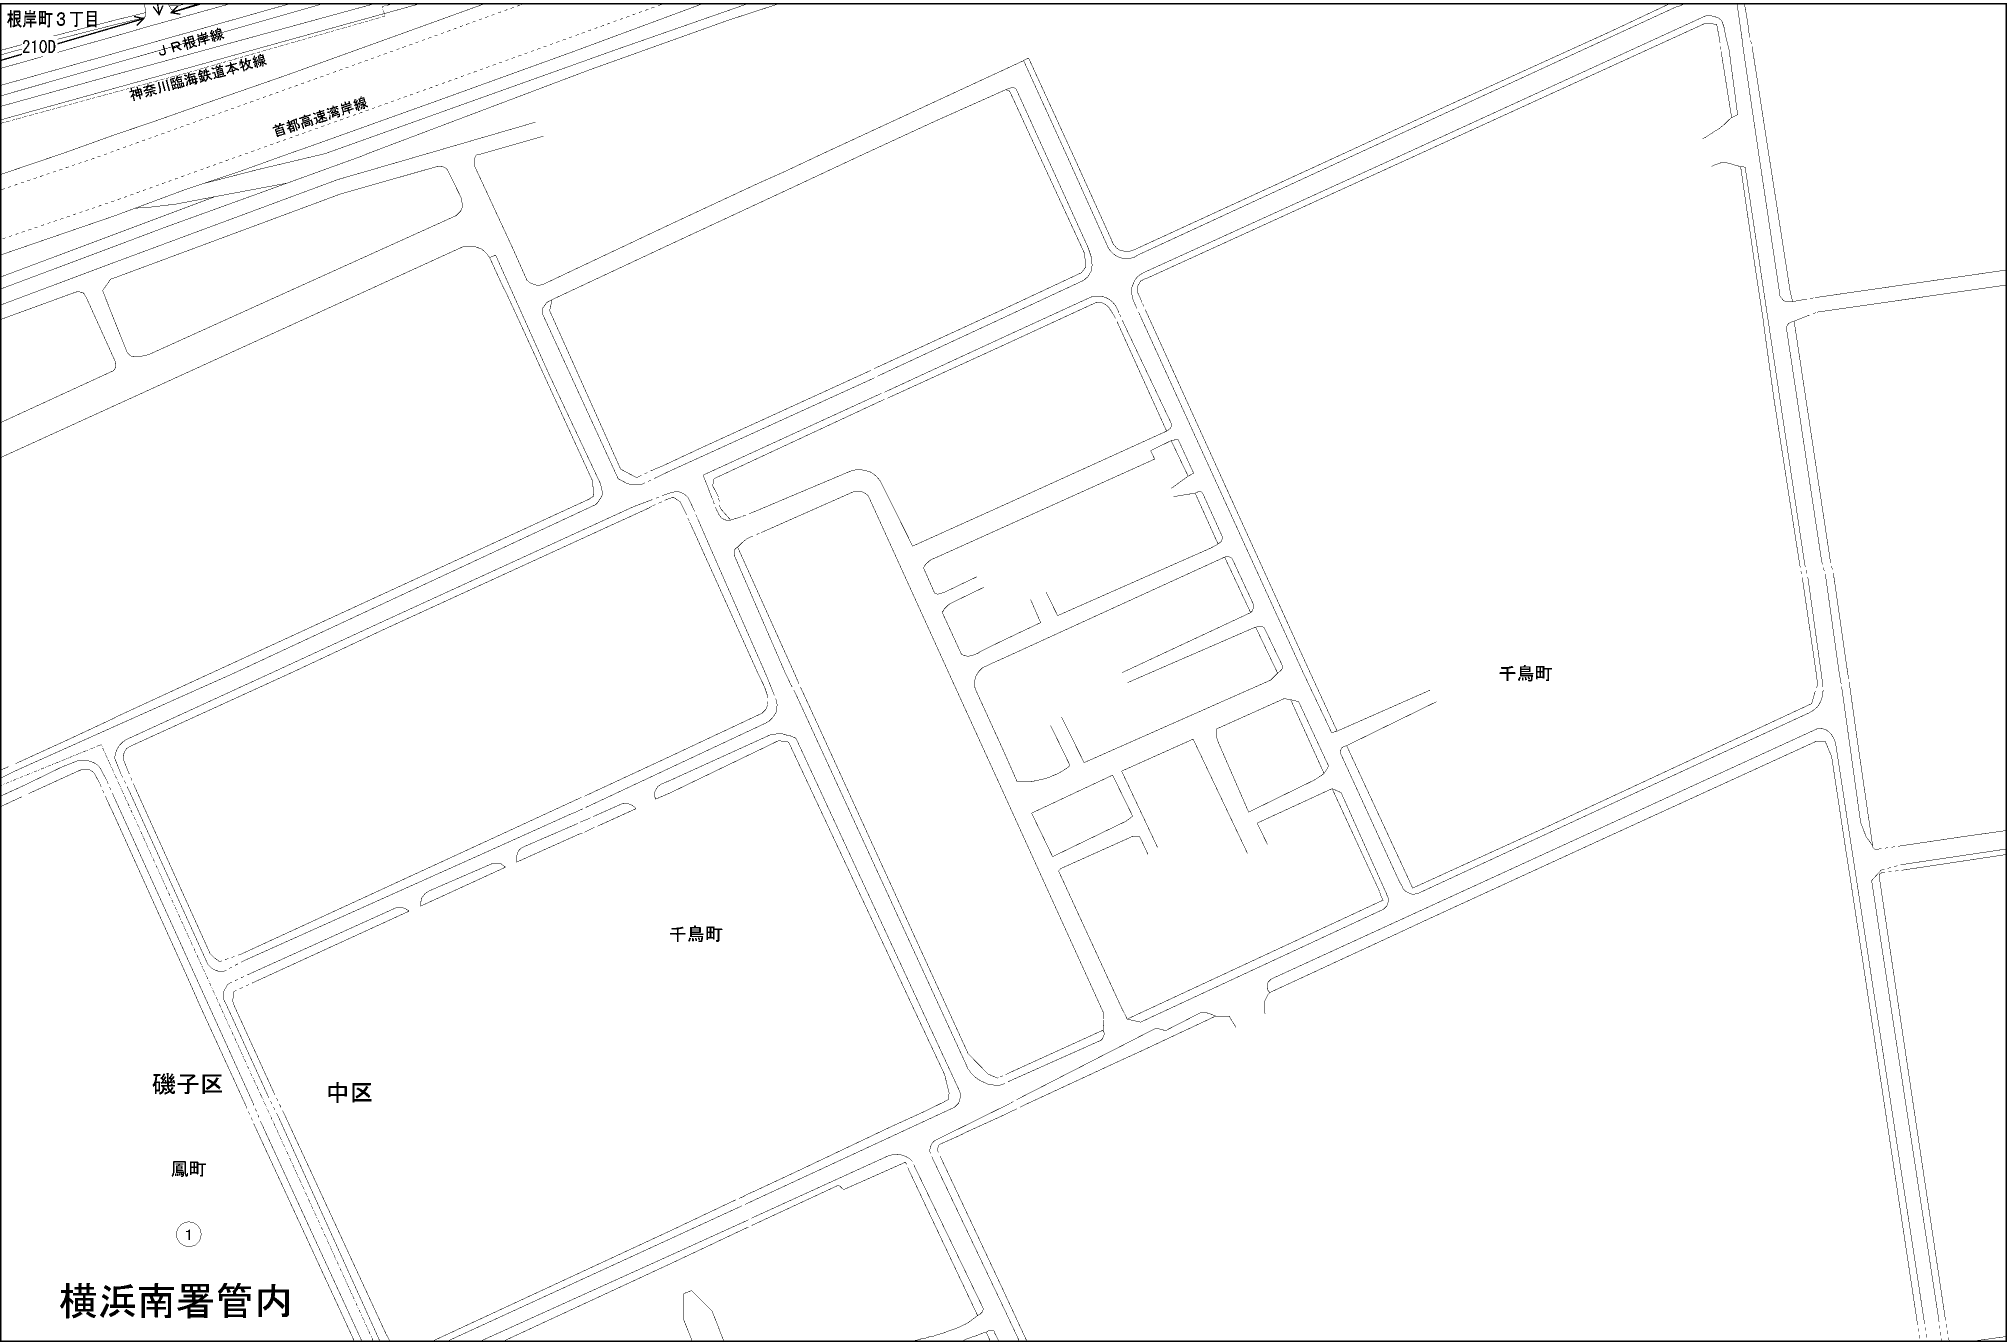 根岸町３丁目
210D
ＪＲ根岸線
神奈川臨海鉄道本牧線
首都高速湾岸線
千鳥町
千鳥町
磯子区
中区
鳳町
1
横浜南署管内